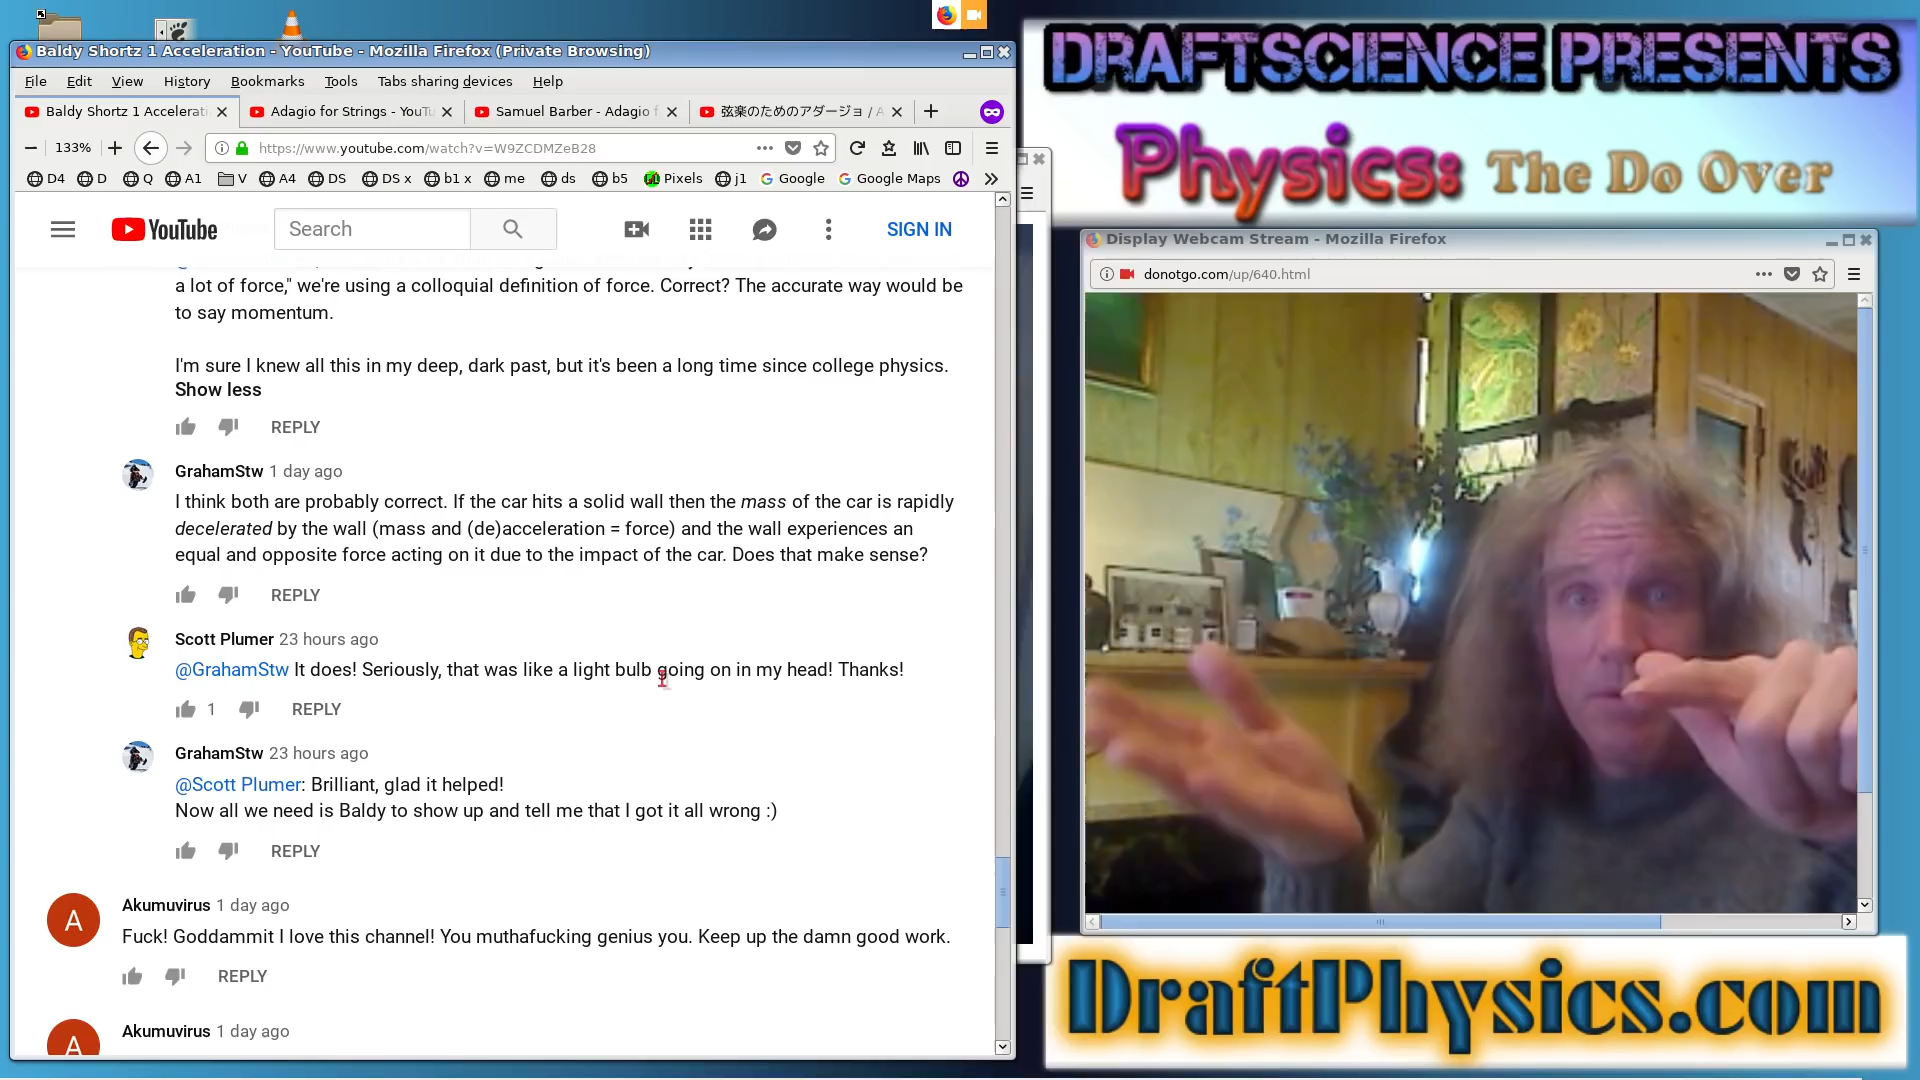 Baldy Shortz 1 Acceleration - YouTube - Mozilla Firefox (Private Browsing)
File Edit View History Bookmarks Tools Tabs sharing devices Help
Baldy Shortz 1 Accelerati
Adagio for Strings - YouTu
Samuel Barber - Adagio f
弦楽のためのアダージョ / A
133%
https://www.youtube.com/watch?v=W9ZCDMZeB28
D4 D Q A1 V A4 DS DS x b1 x me ds b5 Pixels j1 Google Google Maps
YouTube
Search
SIGN IN
a lot of force," we're using a colloquial definition of force. Correct? The accurate way would be
to say momentum.
I'm sure I knew all this in my deep, dark past, but it's been a long time since college physics.
Show less
REPLY
GrahamStw 1 day ago
I think both are probably correct. If the car hits a solid wall then the mass of the car is rapidly
decelerated by the wall (mass and (de)acceleration = force) and the wall experiences an
equal and opposite force acting on it due to the impact of the car. Does that make sense?
REPLY
Scott Plumer 23 hours ago
@GrahamStw It does! Seriously, that was like a light bulb going on in my head! Thanks!
1 REPLY
GrahamStw 23 hours ago
@Scott Plumer: Brilliant, glad it helped!
Now all we need is Baldy to show up and tell me that I got it all wrong :)
REPLY
A
Akumuvirus 1 day ago
Fuck! Goddammit I love this channel! You muthafucking genius you. Keep up the damn good work.
REPLY
A
Akumuvirus 1 day ago
DRAFTSCIENCE PRESENTS
Physics: The Do Over
Display Webcam Stream - Mozilla Firefox
donotgo.com/up/640.html
DraftPhysics.com